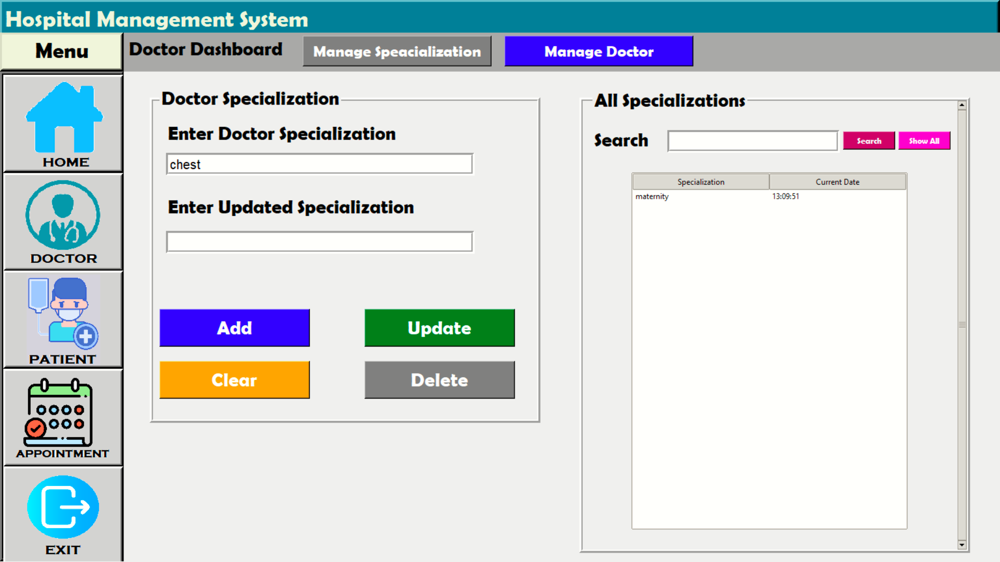 Hospital Management System
Menu
Doctor Dashboard
Manage Speacialization
Manage Doctor
HOME
DOCTOR
PATIENT
APPOINTMENT
EXIT
Doctor Specialization
Enter Doctor Specialization
chest
Enter Updated Specialization
Add
Update
Clear
Delete
All Specializations
Search
Search
Show All
Specialization
Current Date
maternity
13:09:51